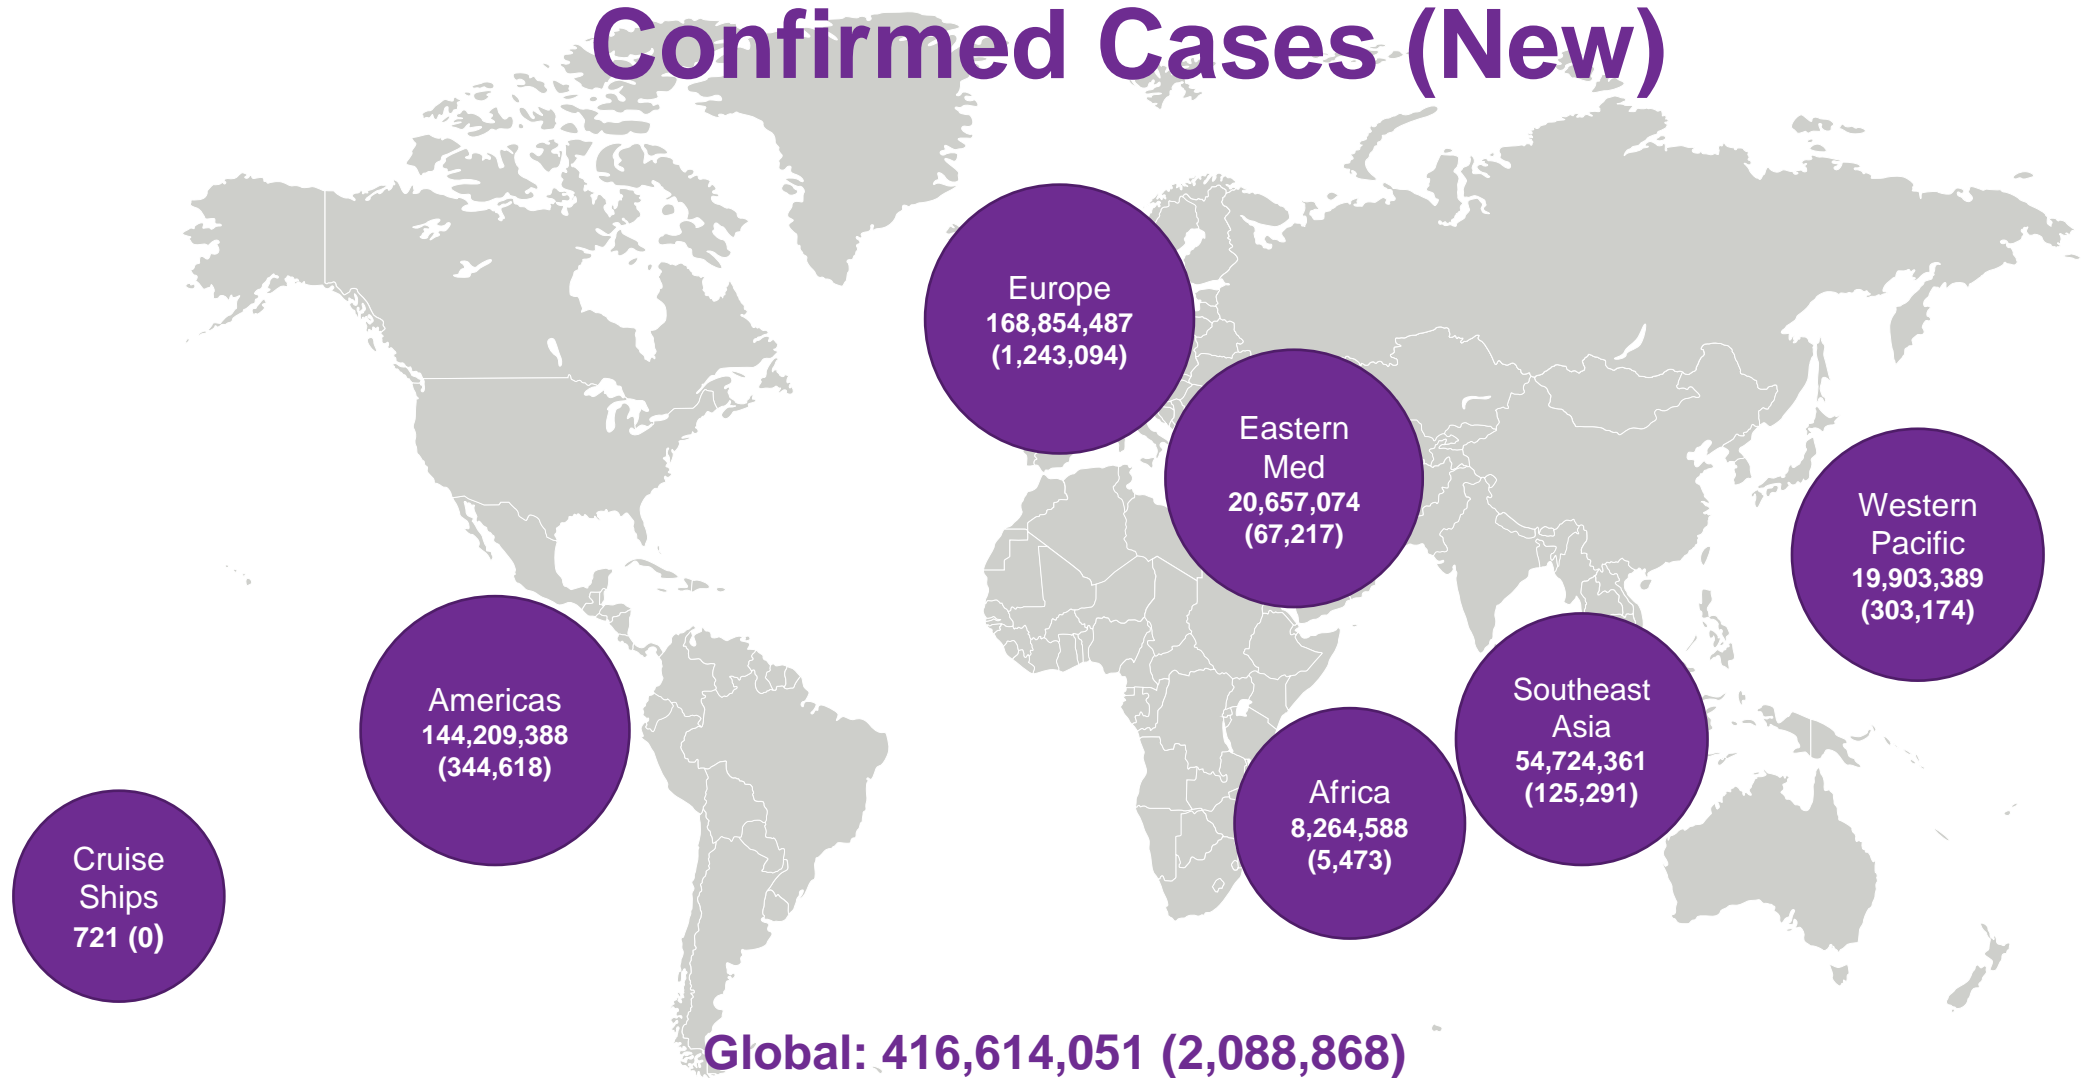 Confirmed Cases (New)
Europe
168,854,487
(1,243,094)
Eastern
Med
20,657,074
(67,217)
Western
Pacific
19,903,389
(303,174)
Americas
144,209,388
(344,618)
Southeast
Asia
54,724,361
(125,291)
Africa
8,264,588
(5,473)
Cruise
Ships
721 (0)
Global: 416,614,051 (2,088,868)